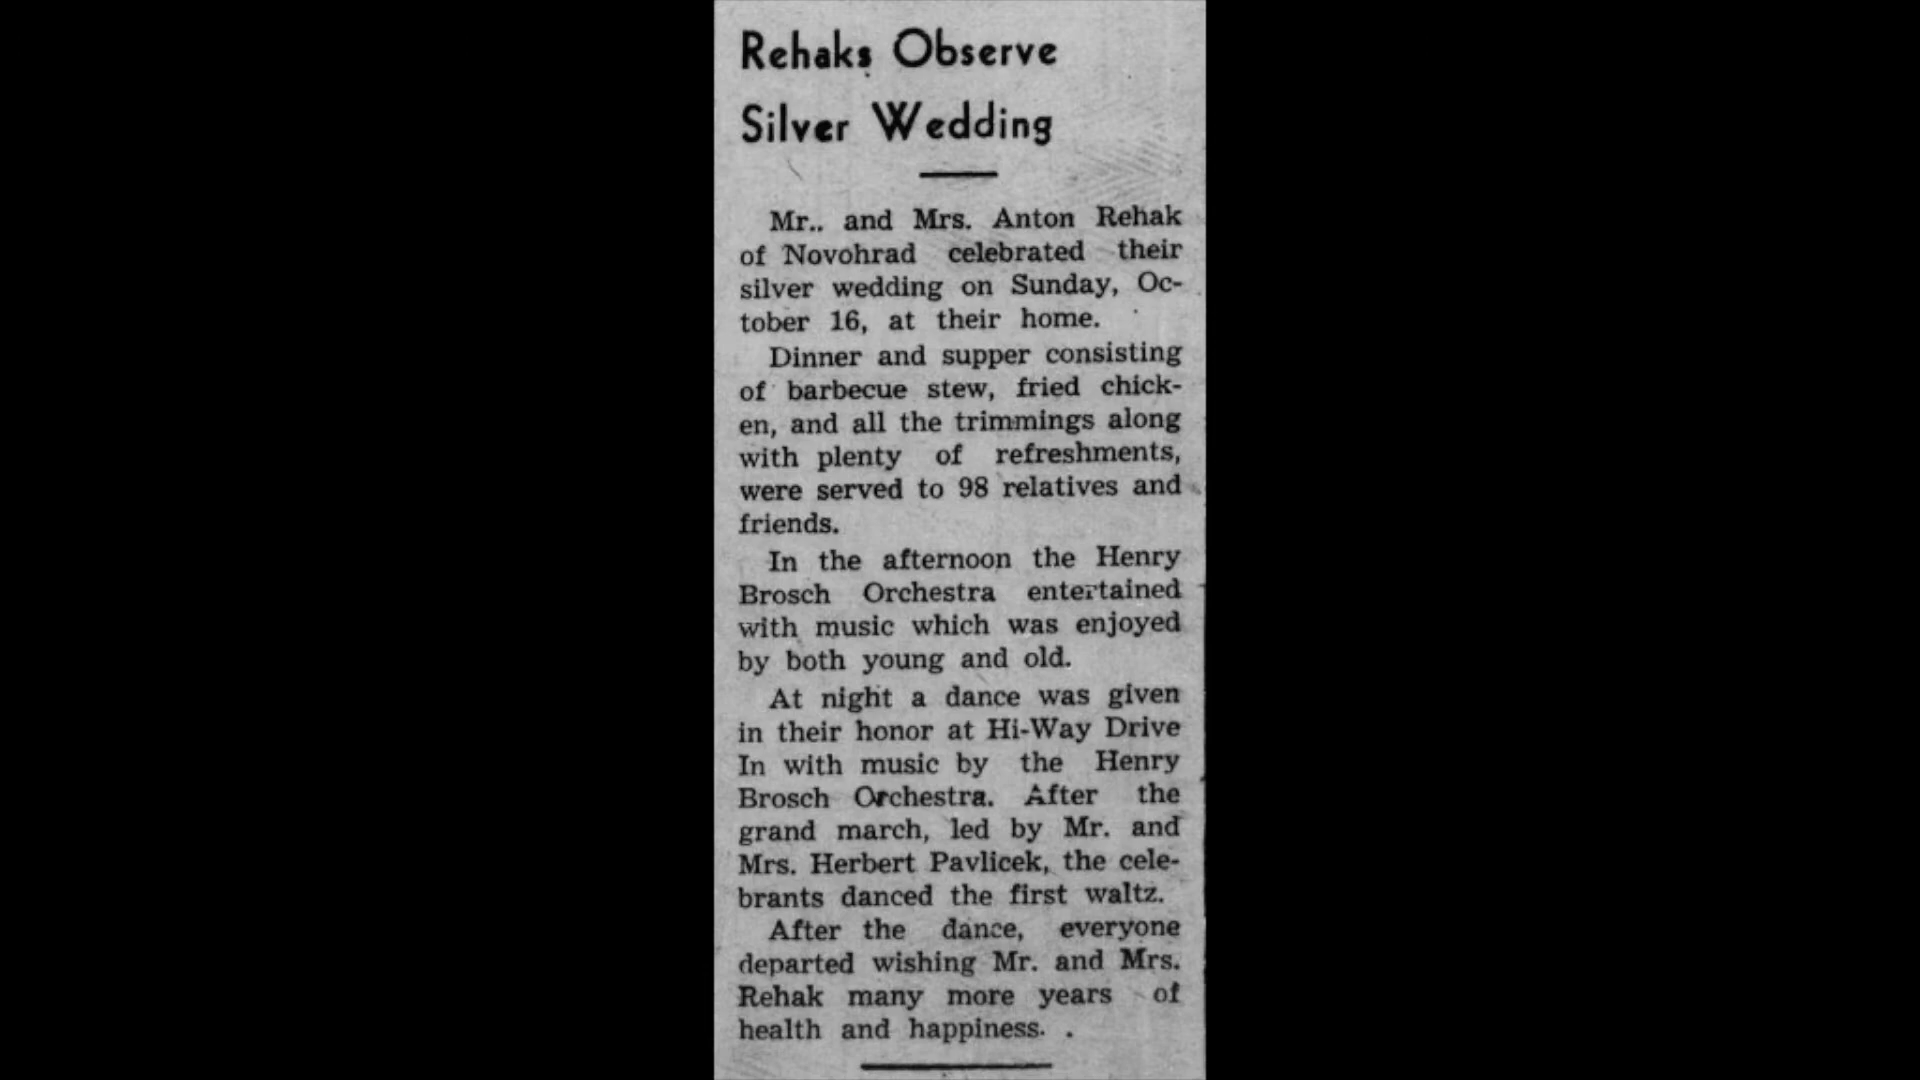 Rehaks Observe
Silver Wedding
Mr.. and Mrs. Anton Rehak
of Novohrad celebrated their
silver wedding on Sunday, Oc-
tober 16, at their home.
Dinner and supper consisting
of barbecue stew, fried chick-
en, and all the trimmings along
with plenty of refreshments,
were served to 98 relatives and
friends.
In the afternoon the Henry
Brosch Orchestra entertained
with music which was enjoyed
by both young and old.
At night a dance was given
in their honor at Hi-Way Drive
In with music by the Henry
Brosch Orchestra. After the
grand march, led by Mr. and
Mrs. Herbert Pavlicek, the cele-
brants danced the first waltz.
After the dance, everyone
departed wishing Mr. and Mrs.
Rehak many more years of
health and happiness. .